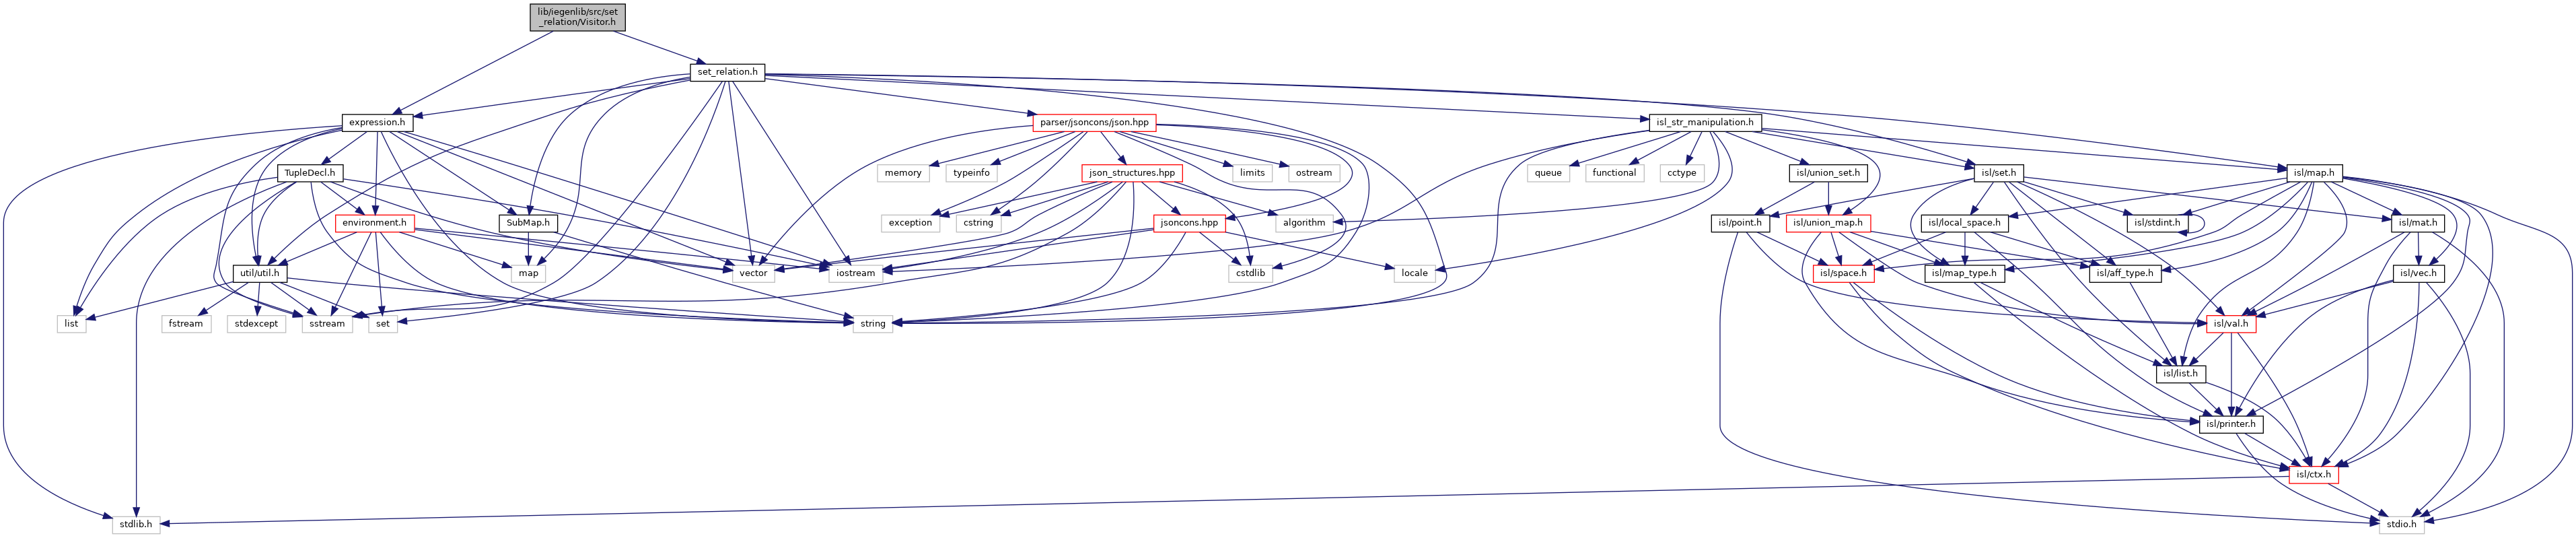 lib/iegenlib/src/set
_relation/Visitor.h
set_relation.h
expression.h
parser/jsoncons/json.hpp
isl_str_manipulation.h
TupleDecl.h
memory
typeinfo
json_structures.hpp
limits
ostream
queue
functional
cctype
isl/union_set.h
isl/set.h
isl/map.h
environment.h
SubMap.h
exception
cstring
jsoncons.hpp
algorithm
isl/point.h
isl/union_map.h
isl/local_space.h
isl/stdint.h
isl/mat.h
util/util.h
map
vector
iostream
cstdlib
locale
isl/space.h
isl/map_type.h
isl/aff_type.h
isl/vec.h
list
fstream
stdexcept
sstream
set
string
isl/val.h
isl/list.h
isl/printer.h
isl/ctx.h
stdlib.h
stdio.h